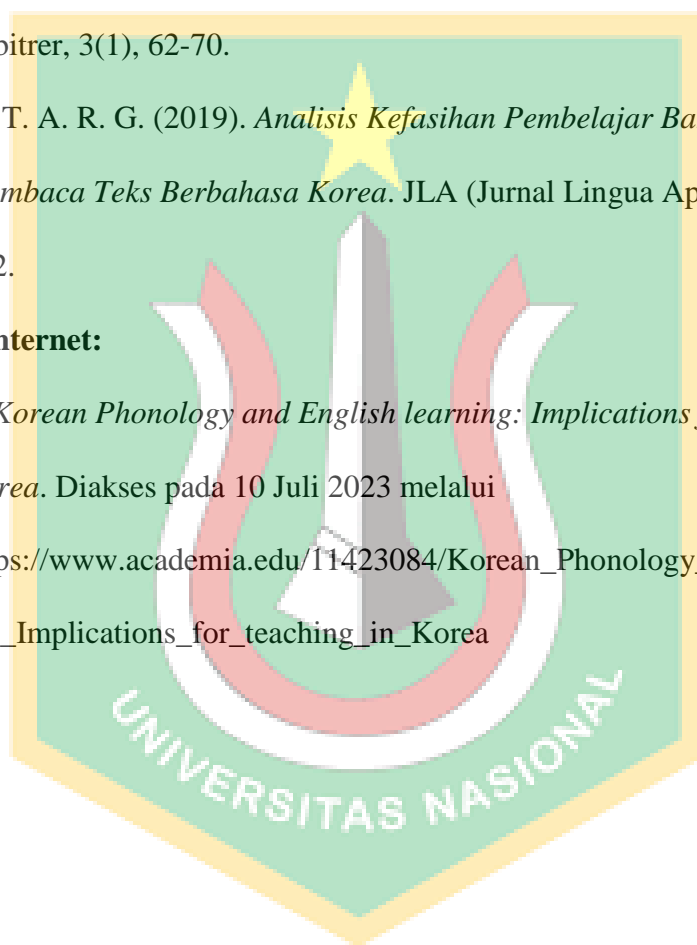 bitrer, 3(1), 62-70.
T. A. R. G. (2019). Analisis Kefasihan Pembelajar Ba
mbaca Teks Berbahasa Korea. JLA (Jurnal Lingua Ap
2.
nternet:
Korean Phonology and English learning: Implications
rea. Diakses pada 10 Juli 2023 melalui
ps://www.academia.edu/11423084/Korean_Phonology_
_Implications_for_teaching_in_Korea
UNIVERSITAS NASIONAL